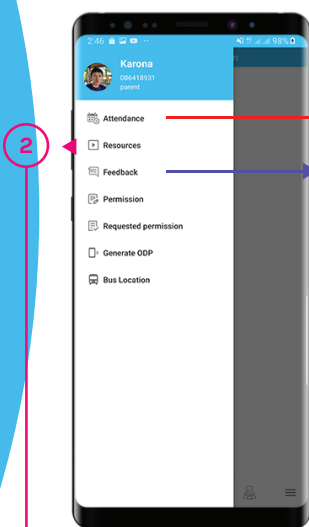 2:46
98%
Karona
086418931
parent
Attendance
2
Resources
Feedback
Permission
Requested permission
Generate ODP
Bus Location